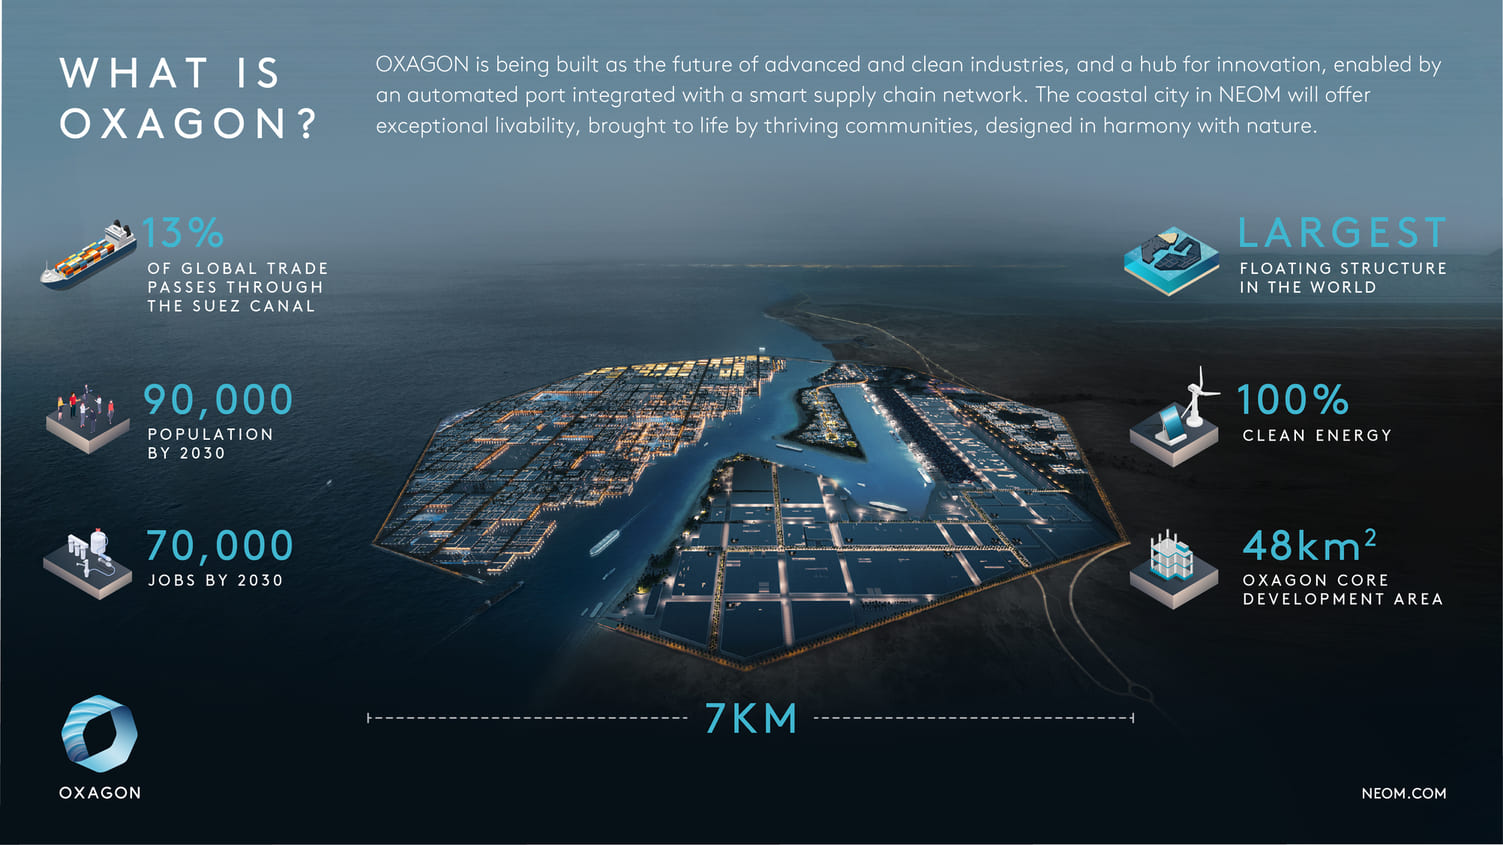 WHAT IS
OXAGON?
OXAGON is being built as the future of advanced and clean industries, and a hub for innovation, enabled by
an automated port integrated with a smart supply chain network. The coastal city in NEOM will offer
exceptional livability, brought to life by thriving communities, designed in harmony with nature.
13%
OF GLOBAL TRADE
PASSES THROUGH
THE SUEZ CANAL
90,000
POPULATION
BY 2030
70,000
JOBS BY 2030
LARGEST
FLOATING STRUCTURE
IN THE WORLD
100%
CLEAN ENERGY
48km²
OXAGON CORE
DEVELOPMENT AREA
7KM
OXAGON
NEOM.COM